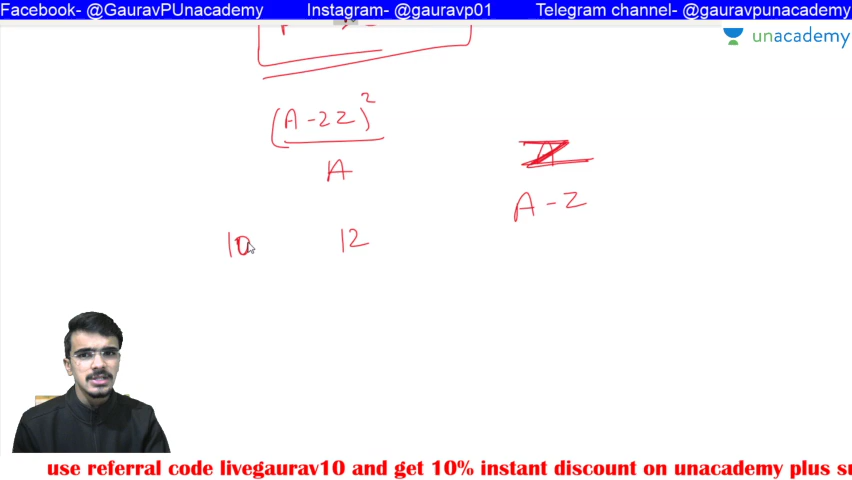 Facebook- @GauravPUnacademy Instagram- @gauravp01 Telegram channel- @gauravpunacademy
unacademy
(A-2Z)²
A
A-Z
10 12
use referral code livegaurav10 and get 10% instant discount on unacademy plus su